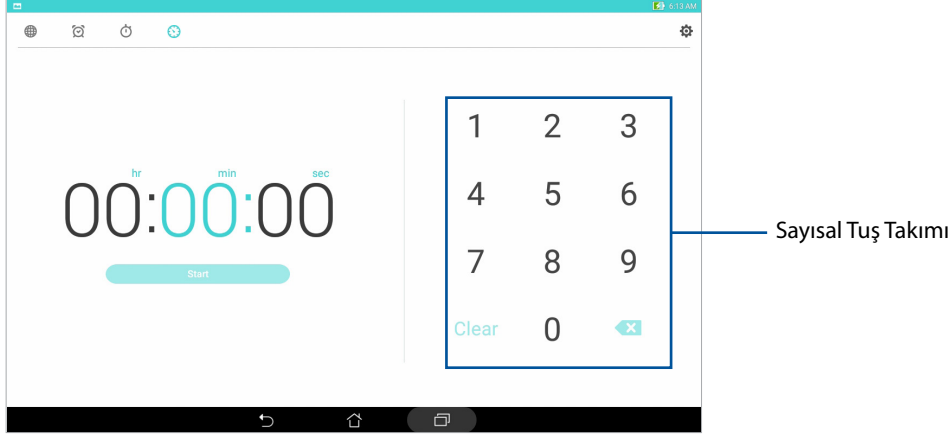 6:13 AM
hr min sec
00:00:00
Start
1 2 3
4 5 6
7 8 9
Clear 0
Sayısal Tuş Takımı